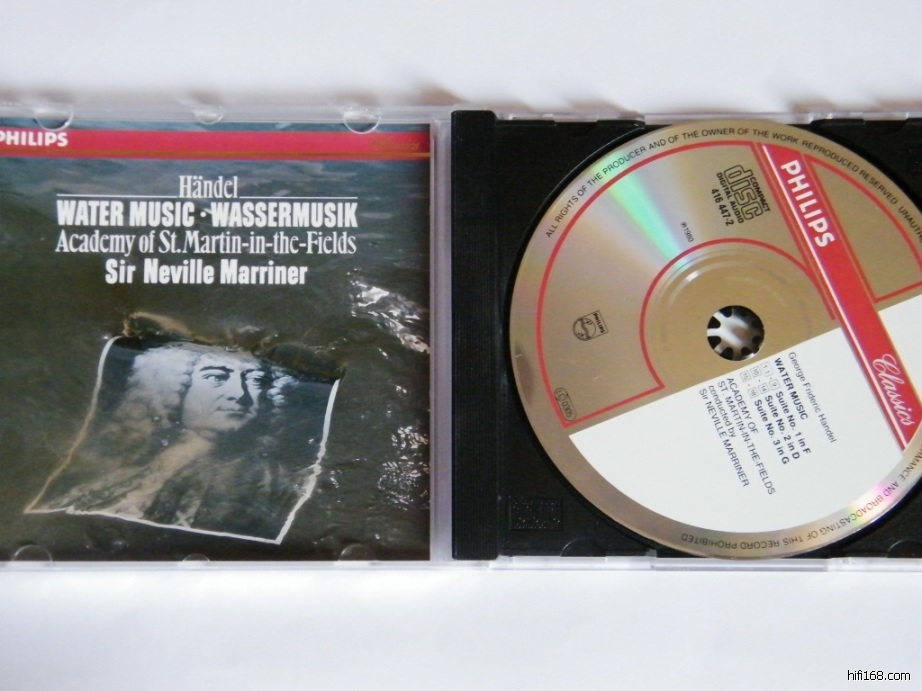 PHILIPS
Händel
WATER MUSIC · WASSERMUSIK
Academy of St. Martin-in-the-Fields
Sir Neville Marriner
ALL RIGHTS OF THE PRODUCER AND OF THE OWNER OF THE WORK REPRODUCED RESERVED
COMPACT
disc
DIGITAL AUDIO
416 447-2
℗1980
PHILIPS
Classics
PHILIPS
George Frideric Handel
WATER MUSIC
Suite No. 1 in F
Suite No. 2 in D
Suite No. 3 in G
ACADEMY OF
ST. MARTIN-IN-THE-FIELDS
conducted by
Sir NEVILLE MARRINER
AND BROADCASTING OF THIS RECORD PROHIBITED
hifi168.com